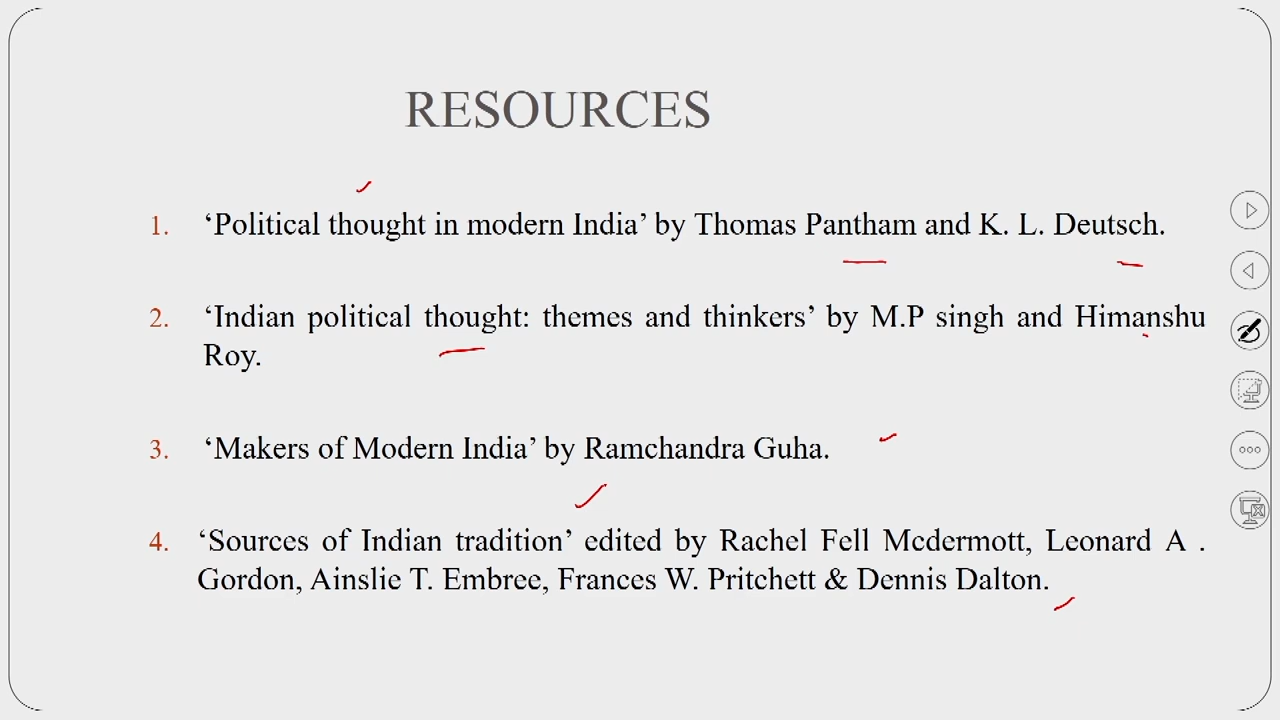 RESOURCES
1. ‘Political thought in modern India’ by Thomas Pantham and K. L. Deutsch.
2. ‘Indian political thought: themes and thinkers’ by M.P singh and Himanshu
Roy.
3. ‘Makers of Modern India’ by Ramchandra Guha.
4. ‘Sources of Indian tradition’ edited by Rachel Fell Mcdermott, Leonard A .
Gordon, Ainslie T. Embree, Frances W. Pritchett & Dennis Dalton.